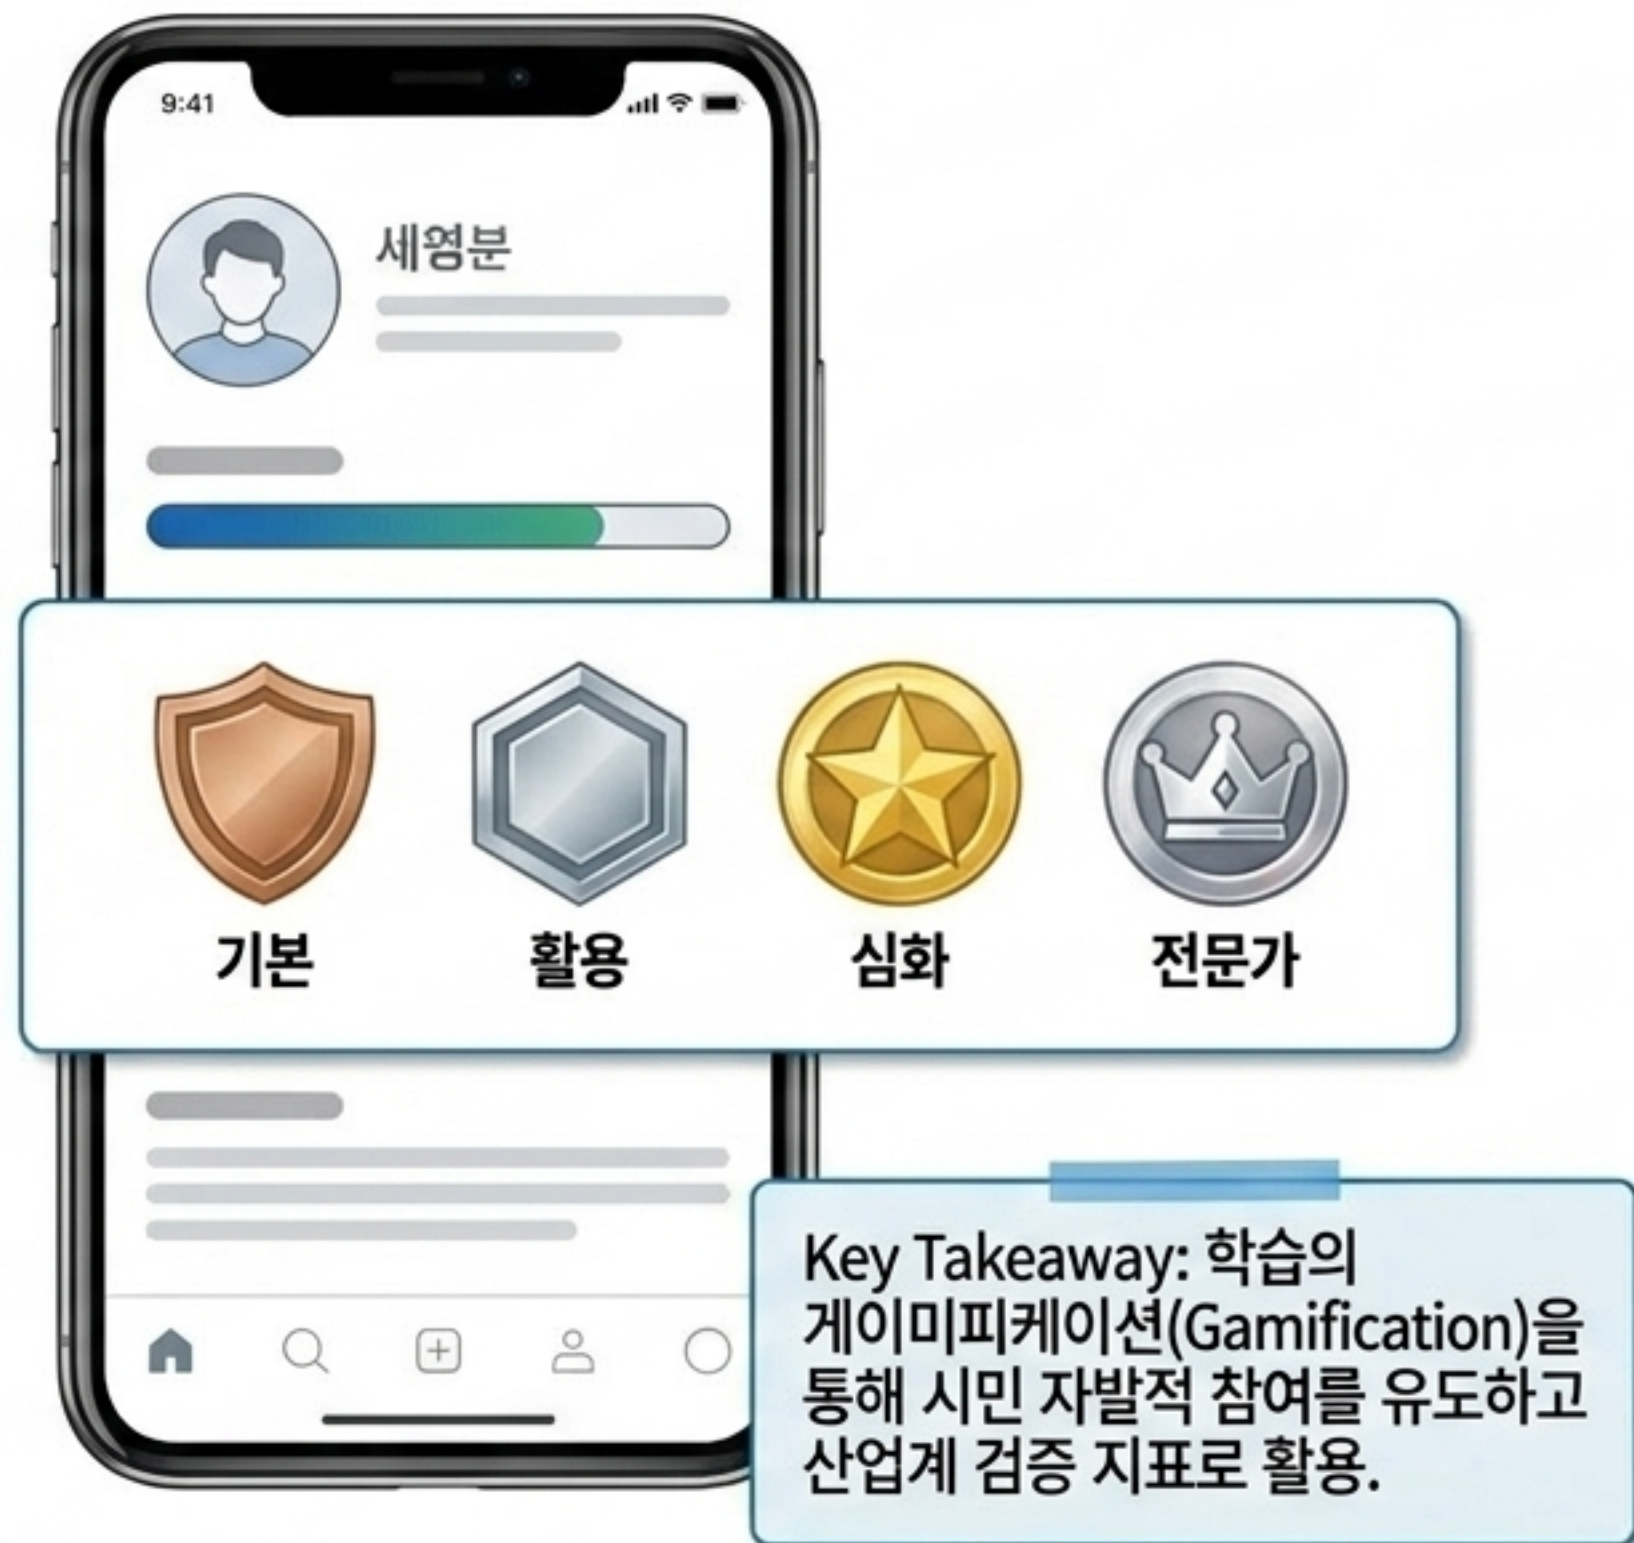 9:41
세영분
기본
활용
심화
전문가
Key Takeaway: 학습의
게이미피케이션(Gamification)을
통해 시민 자발적 참여를 유도하고
산업계 검증 지표로 활용.